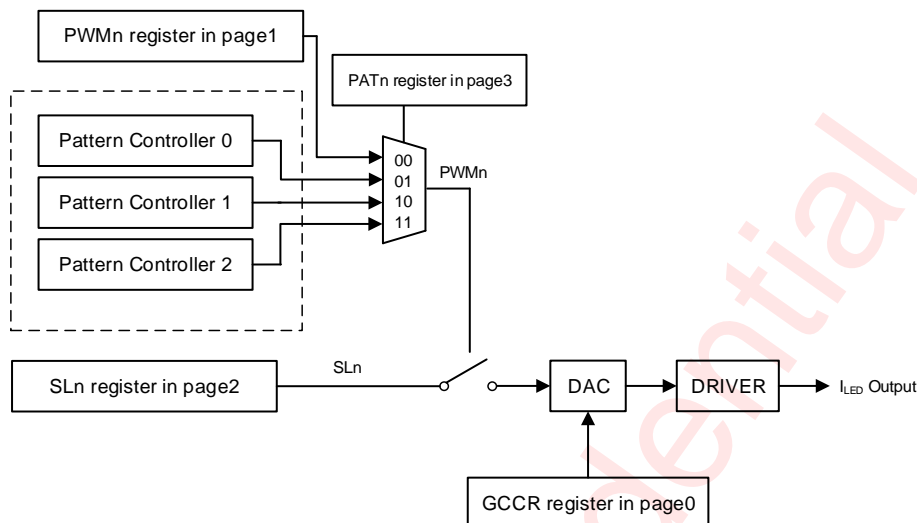 PWMn register in page1
PATn register in page3
Pattern Controller 0
Pattern Controller 1
Pattern Controller 2
00
01
10
11
PWMn
SLn register in page2
SLn
DAC
DRIVER
ILED Output
GCCR register in page0
dential